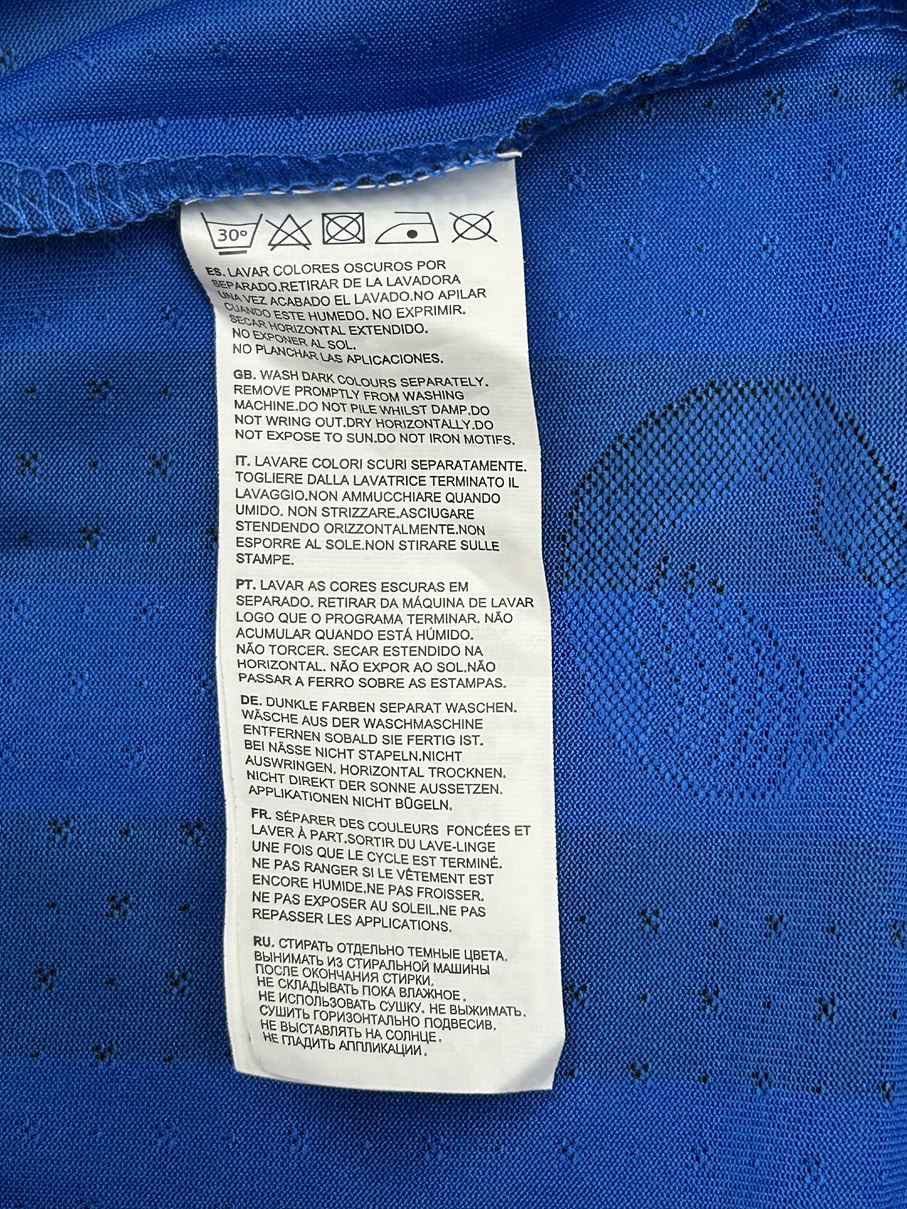 30°
ES. LAVAR COLORES OSCUROS POR
SEPARADO.RETIRAR DE LA LAVADORA
UNA VEZ ACABADO EL LAVADO.NO APILAR
CUANDO ESTE HUMEDO. NO EXPRIMIR.
SECAR HORIZONTAL EXTENDIDO.
NO EXPONER AL SOL.
NO PLANCHAR LAS APLICACIONES.
GB. WASH DARK COLOURS SEPARATELY.
REMOVE PROMPTLY FROM WASHING
MACHINE.DO NOT PILE WHILST DAMP.DO
NOT WRING OUT.DRY HORIZONTALLY.DO
NOT EXPOSE TO SUN.DO NOT IRON MOTIFS.
IT. LAVARE COLORI SCURI SEPARATAMENTE.
TOGLIERE DALLA LAVATRICE TERMINATO IL
LAVAGGIO.NON AMMUCCHIARE QUANDO
UMIDO. NON STRIZZARE.ASCIUGARE
STENDENDO ORIZZONTALMENTE.NON
ESPORRE AL SOLE.NON STIRARE SULLE
STAMPE.
PT. LAVAR AS CORES ESCURAS EM
SEPARADO. RETIRAR DA MÁQUINA DE LAVAR
LOGO QUE O PROGRAMA TERMINAR. NÃO
ACUMULAR QUANDO ESTÁ HÚMIDO.
NÃO TORCER. SECAR ESTENDIDO NA
HORIZONTAL. NÃO EXPOR AO SOL.NÃO
PASSAR A FERRO SOBRE AS ESTAMPAS.
DE. DUNKLE FARBEN SEPARAT WASCHEN.
WÄSCHE AUS DER WASCHMASCHINE
ENTFERNEN SOBALD SIE FERTIG IST.
BEI NÄSSE NICHT STAPELN.NICHT
AUSWRINGEN. HORIZONTAL TROCKNEN.
NICHT DIREKT DER SONNE AUSSETZEN.
APPLIKATIONEN NICHT BÜGELN.
FR. SÉPARER DES COULEURS FONCÉES ET
LAVER À PART.SORTIR DU LAVE-LINGE
UNE FOIS QUE LE CYCLE EST TERMINÉ.
NE PAS RANGER SI LE VÊTEMENT EST
ENCORE HUMIDE.NE PAS FROISSER.
NE PAS EXPOSER AU SOLEIL.NE PAS
REPASSER LES APPLICATIONS.
RU. СТИРАТЬ ОТДЕЛЬНО ТЕМНЫЕ ЦВЕТА.
ВЫНИМАТЬ ИЗ СТИРАЛЬНОЙ МАШИНЫ
ПОСЛЕ ОКОНЧАНИЯ СТИРКИ.
НЕ СКЛАДЫВАТЬ ПОКА ВЛАЖНОЕ.
НЕ ИСПОЛЬЗОВАТЬ СУШКУ. НЕ ВЫЖИМАТЬ.
СУШИТЬ ГОРИЗОНТАЛЬНО ПОДВЕСИВ.
НЕ ВЫСТАВЛЯТЬ НА СОЛНЦЕ.
НЕ ГЛАДИТЬ АППЛИКАЦИИ.